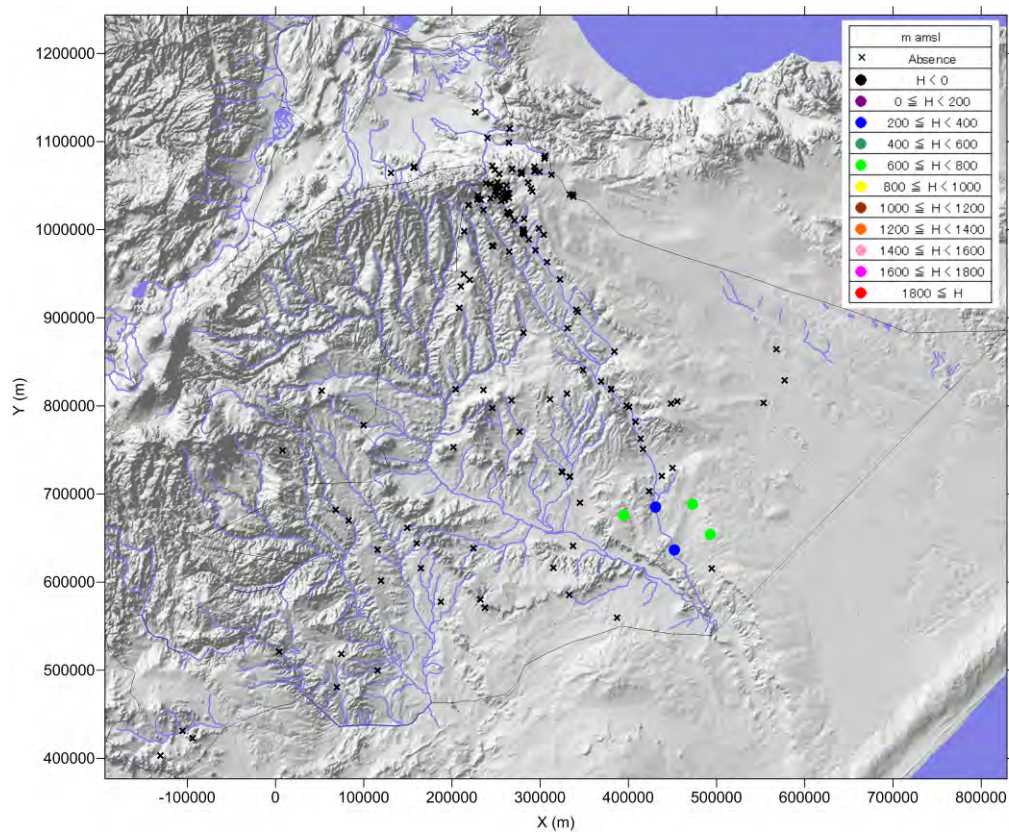 1200000
1100000
1000000
900000
800000
700000
600000
500000
400000
Y (m)
-100000
0
100000
200000
300000
400000
500000
600000
700000
800000
X (m)
m amsl
Absence
H < 0
0 ≦ H < 200
200 ≦ H < 400
400 ≦ H < 600
600 ≦ H < 800
800 ≦ H < 1000
1000 ≦ H < 1200
1200 ≦ H < 1400
1400 ≦ H < 1600
1600 ≦ H < 1800
1800 ≦ H